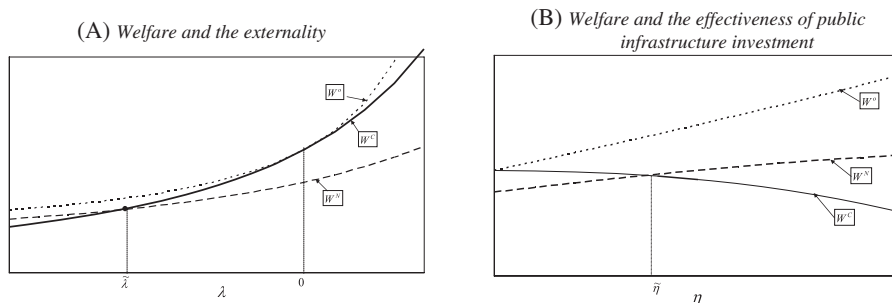 (A) Welfare and the externality
W^o
W^C
W^N
λ̃
0
λ
(B) Welfare and the effectiveness of public
infrastructure investment
W^o
W^N
W^C
η̃
η